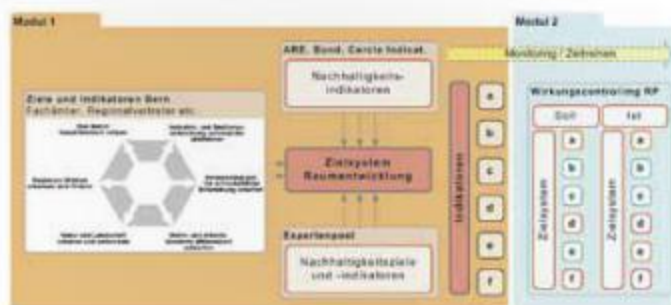 Modul 1
Modul 2
ARE, Bund, Cercle Indicat.
Nachhaltigkeits-
indikatoren
Monitoring / Zeitreihen
Ziele und Indikatoren Bern
Fachämter, Regionalvertreter etc.
Zielsystem
Raumentwicklung
Expertenpool
Nachhaltigkeitsziele
und -indikatoren
Indikatoren
a
b
c
d
e
f
Wirkungscontrolling RP
Soll
Ist
Zielsystem
a
b
c
d
e
f
Zielsystem
a
b
c
d
e
f